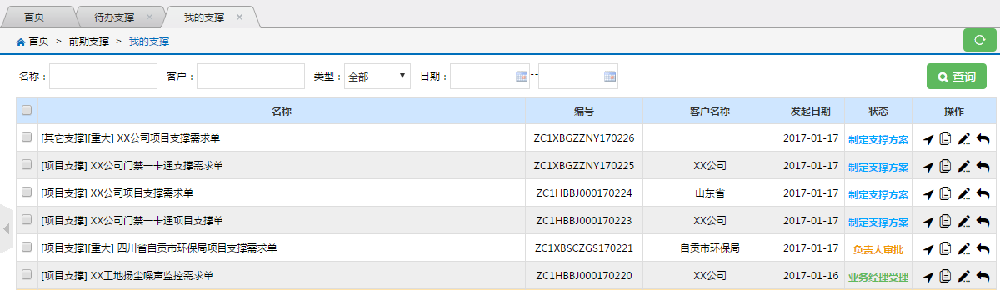 首页 待办支撑 × 我的支撑 ×
首页 > 前期支撑 > 我的支撑
名称： 客户： 类型： 全部 日期： -- 查询
名称 编号 客户名称 发起日期 状态 操作
[其它支撑][重大] XX公司项目支撑需求单 ZC1XBGZZNY170226 2017-01-17 制定支撑方案
[项目支撑] XX公司门禁一卡通支撑需求单 ZC1XBGZZNY170225 XX公司 2017-01-17 制定支撑方案
[项目支撑] XX公司项目支撑需求单 ZC1HBBJ000170224 山东省 2017-01-17 制定支撑方案
[项目支撑] XX公司门禁一卡通项目支撑单 ZC1HBBJ000170223 XX公司 2017-01-17 制定支撑方案
[项目支撑][重大] 四川省自贡市环保局项目支撑需求单 ZC1XBSCZGS170221 自贡市环保局 2017-01-17 负责人审批
[项目支撑] XX工地扬尘噪声监控需求单 ZC1HBBJ000170220 XX公司 2017-01-16 业务经理受理